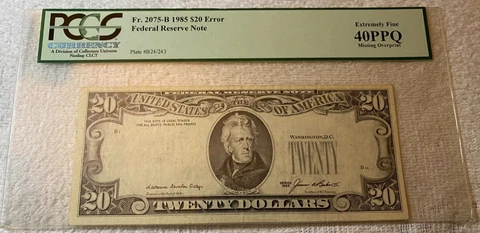 PCGS
CURRENCY
A Division of Collectors Universe
Nasdaq: CLCT
Fr. 2075-B 1985 $20 Error
Federal Reserve Note
Plate #B24/243
Extremely Fine
40PPQ
Missing Overprint
FEDERAL RESERVE NOTE
20 THE UNITED STATES OF AMERICA 20
THIS NOTE IS LEGAL TENDER
FOR ALL DEBTS, PUBLIC AND PRIVATE
WASHINGTON, D.C.
TWENTY
SERIES
1985
20 TWENTY DOLLARS 20